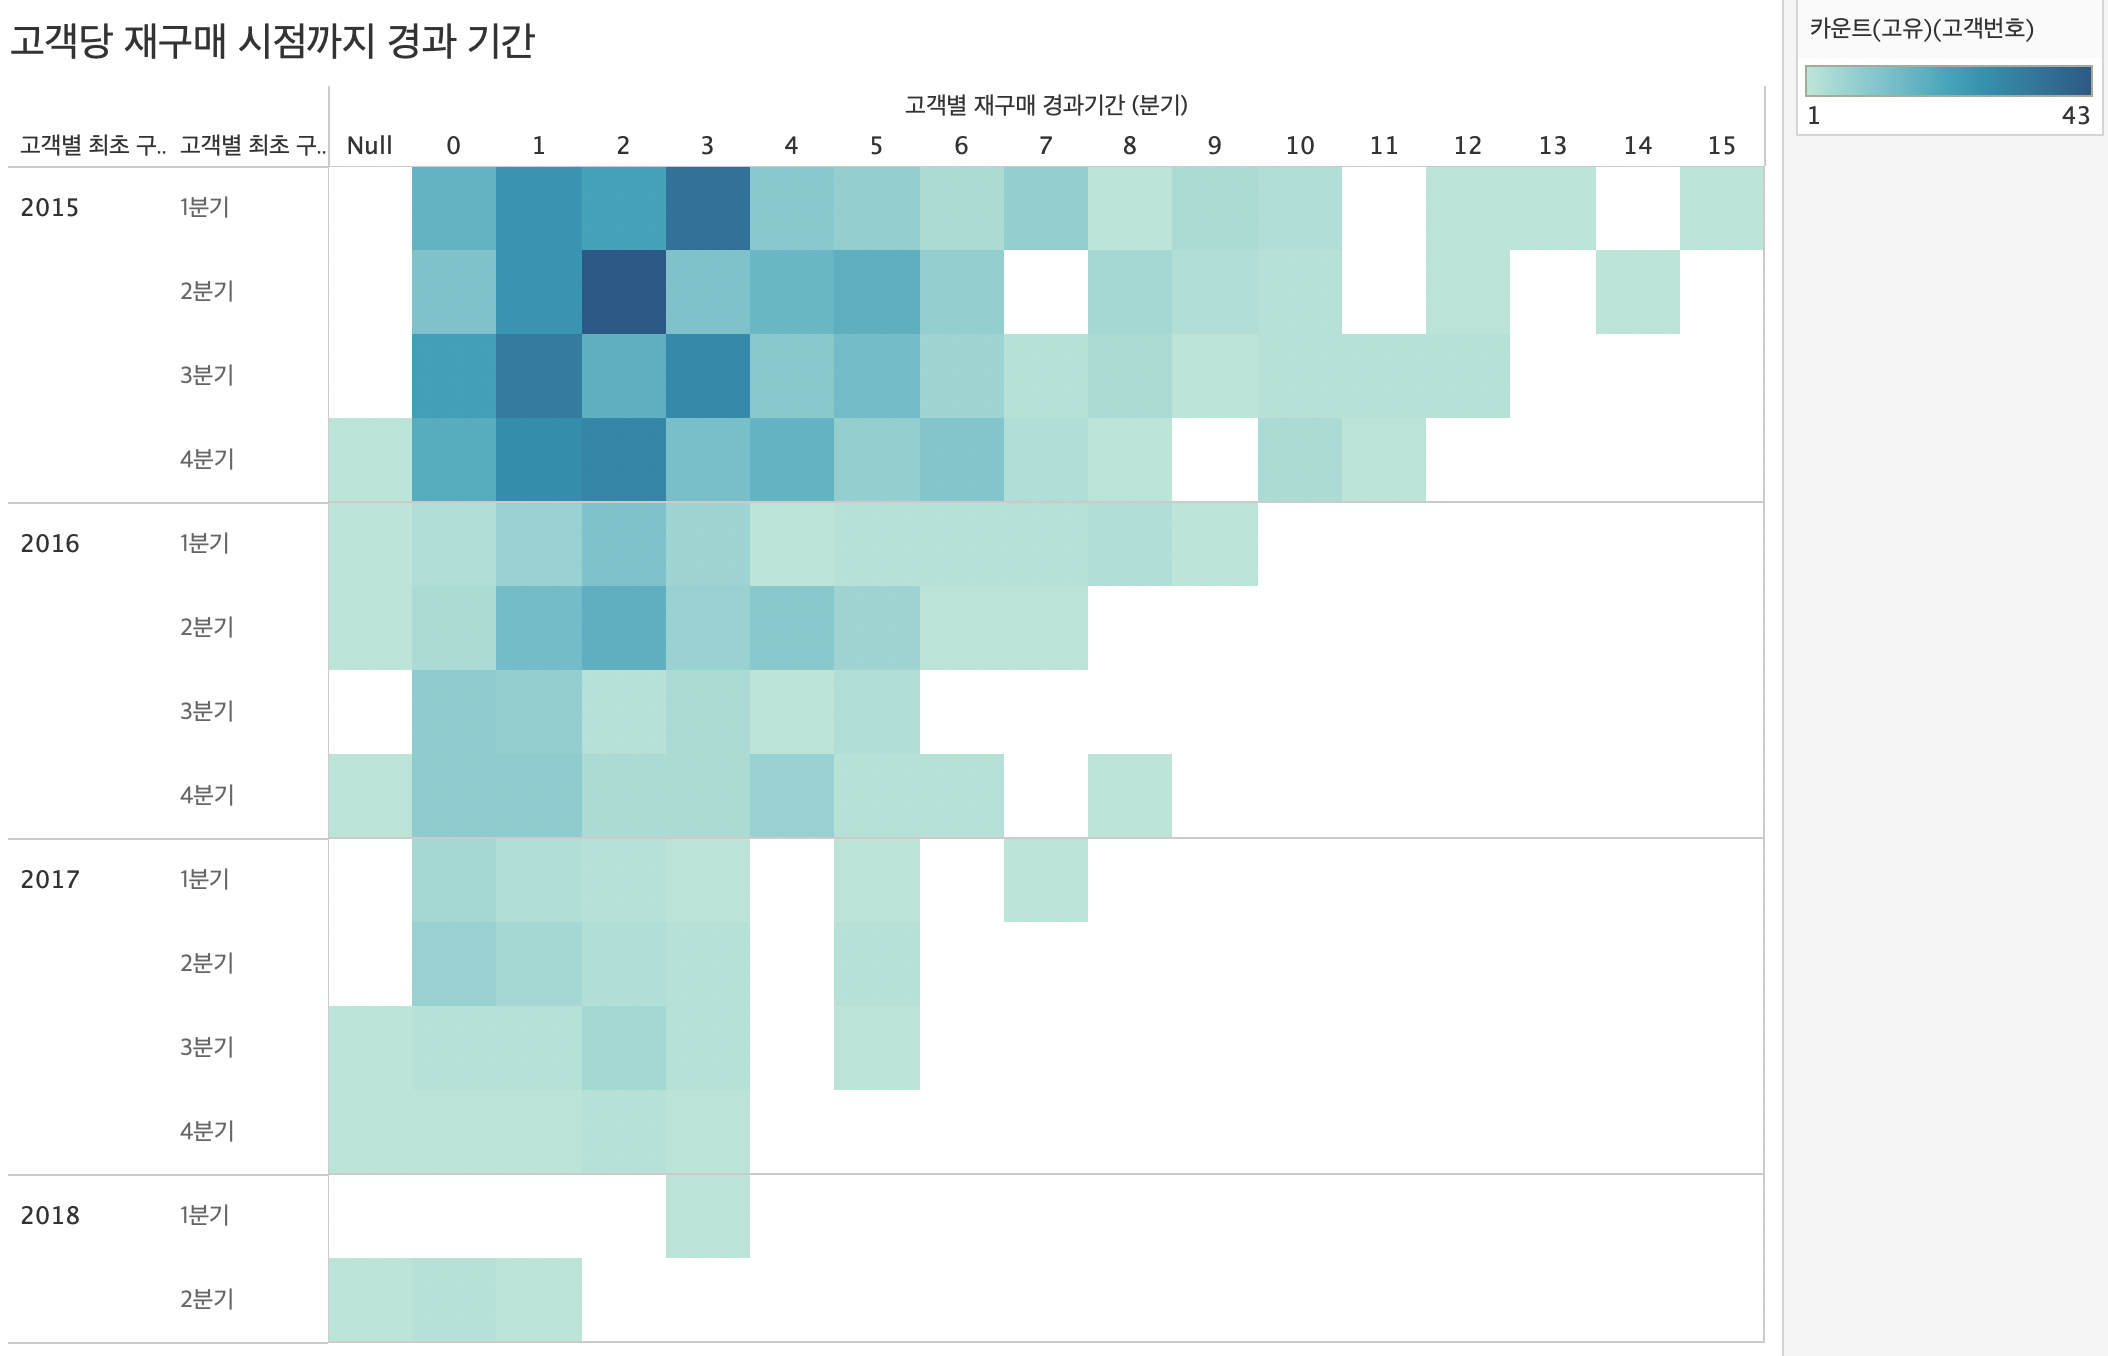 고객당 재구매 시점까지 경과 기간
카운트(고유)(고객번호)
1 43
고객별 재구매 경과기간 (분기)
고객별 최초 구.. 고객별 최초 구.. Null 0 1 2 3 4 5 6 7 8 9 10 11 12 13 14 15
2015 1분기
2분기
3분기
4분기
2016 1분기
2분기
3분기
4분기
2017 1분기
2분기
3분기
4분기
2018 1분기
2분기